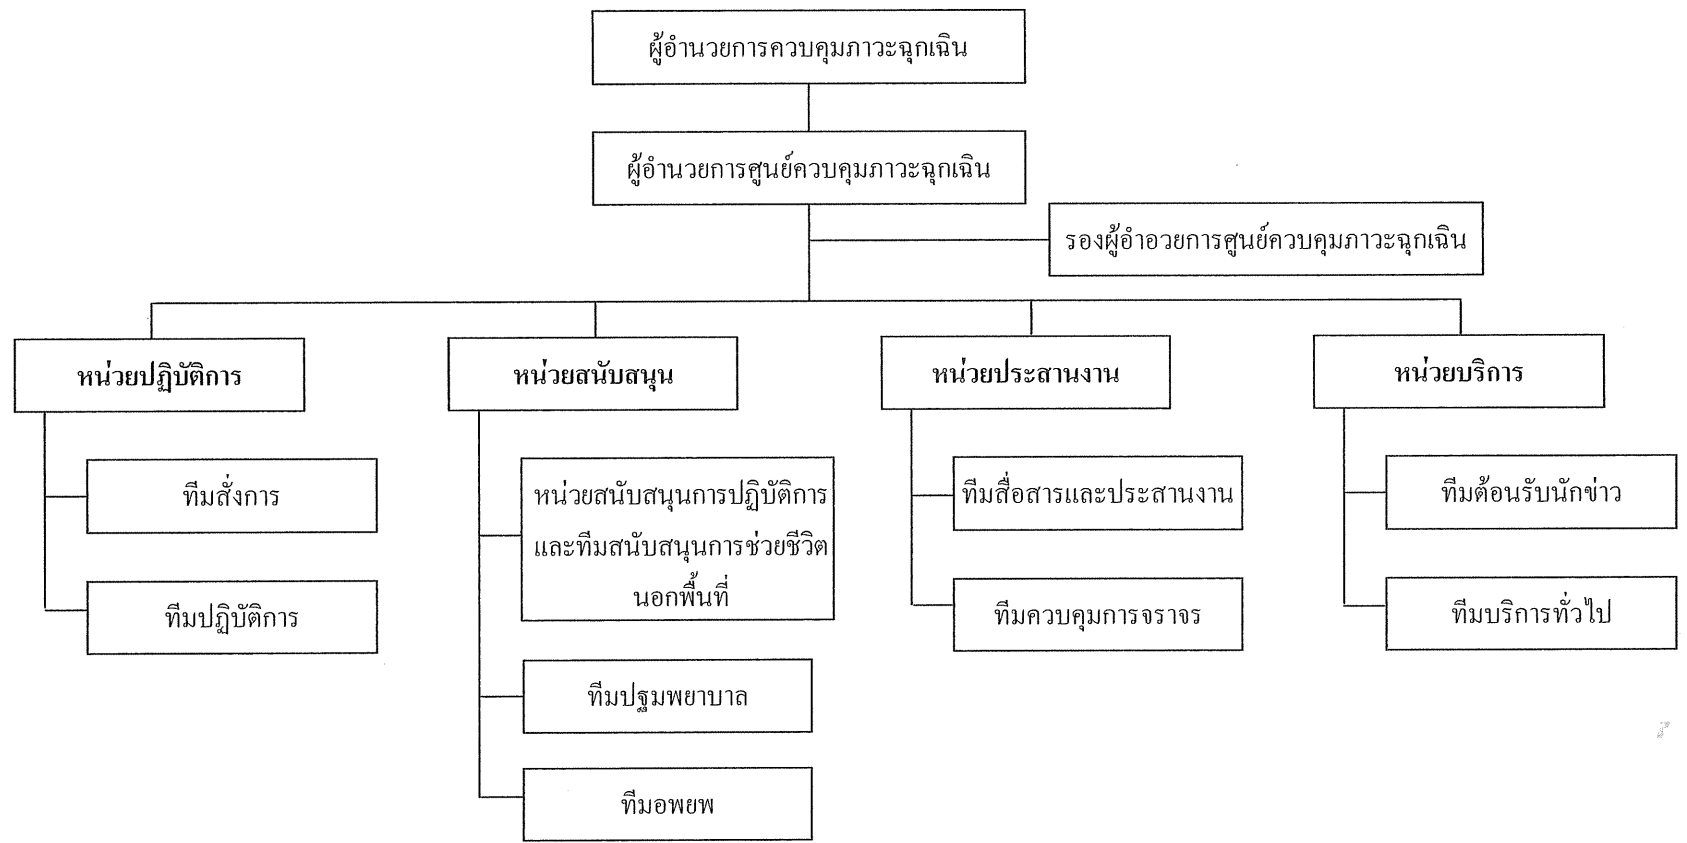 ผู้อำนวยการควบคุมภาวะฉุกเฉิน
ผู้อำนวยการศูนย์ควบคุมภาวะฉุกเฉิน
รองผู้อำอวยการศูนย์ควบคุมภาวะฉุกเฉิน
หน่วยปฏิบัติการ
ทีมสั่งการ
ทีมปฏิบัติการ
หน่วยสนับสนุน
หน่วยสนับสนุนการปฏิบัติการ
และทีมสนับสนุนการช่วยชีวิต
นอกพื้นที่
ทีมปฐมพยาบาล
ทีมอพยพ
หน่วยประสานงาน
ทีมสื่อสารและประสานงาน
ทีมควบคุมการจราจร
หน่วยบริการ
ทีมต้อนรับนักข่าว
ทีมบริการทั่วไป